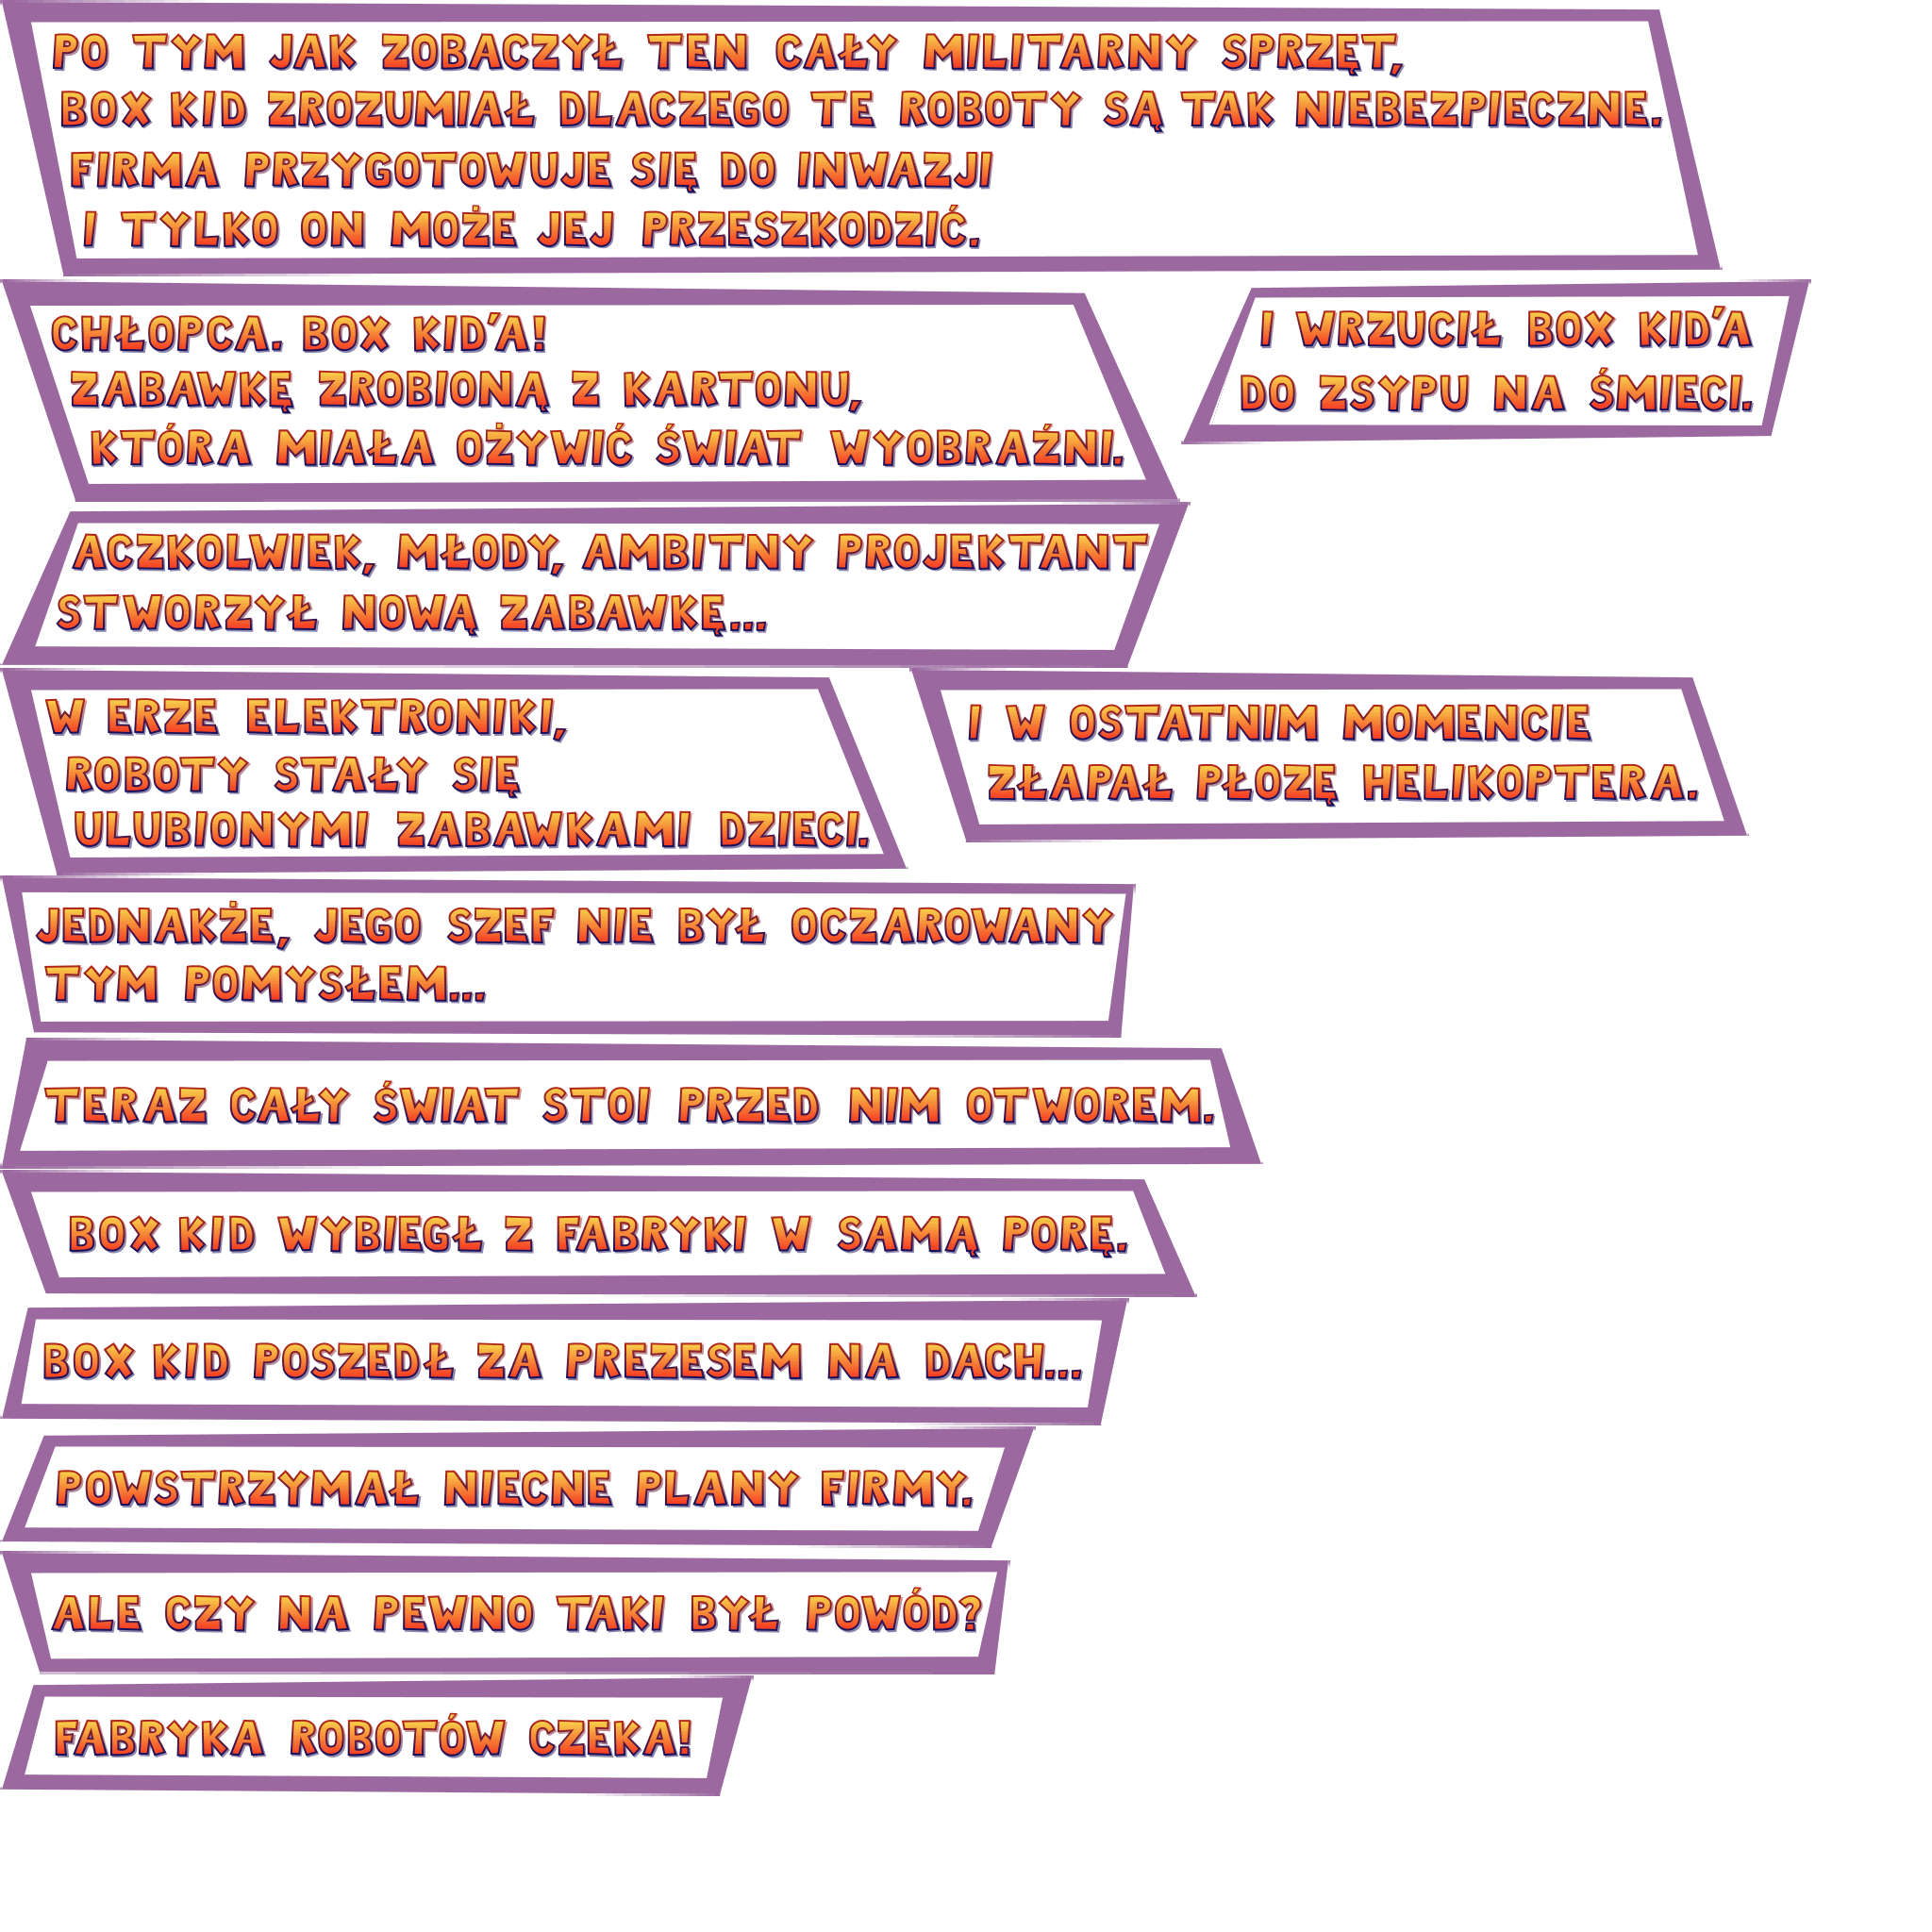 PO TYM JAK ZOBACZYŁ TEN CAŁY MILITARNY SPRZĘT,
BOX KID ZROZUMIAŁ DLACZEGO TE ROBOTY SĄ TAK NIEBEZPIECZNE.
FIRMA PRZYGOTOWUJE SIĘ DO INWAZJI
I TYLKO ON MOŻE JEJ PRZESZKODZIĆ.
CHŁOPCA. BOX KID'A!
ZABAWKĘ ZROBIONĄ Z KARTONU,
KTÓRA MIAŁA OŻYWIĆ ŚWIAT WYOBRAŹNI.
I WRZUCIŁ BOX KID'A
DO ZSYPU NA ŚMIECI.
ACZKOLWIEK, MŁODY, AMBITNY PROJEKTANT
STWORZYŁ NOWĄ ZABAWKĘ...
W ERZE ELEKTRONIKI,
ROBOTY STAŁY SIĘ
ULUBIONYMI ZABAWKAMI DZIECI.
I W OSTATNIM MOMENCIE
ZŁAPAŁ PŁOZĘ HELIKOPTERA.
JEDNAKŻE, JEGO SZEF NIE BYŁ OCZAROWANY
TYM POMYSŁEM...
TERAZ CAŁY ŚWIAT STOI PRZED NIM OTWOREM.
BOX KID WYBIEGŁ Z FABRYKI W SAMĄ PORĘ.
BOX KID POSZEDŁ ZA PREZESEM NA DACH...
POWSTRZYMAŁ NIECNE PLANY FIRMY.
ALE CZY NA PEWNO TAKI BYŁ POWÓD?
FABRYKA ROBOTÓW CZEKA!